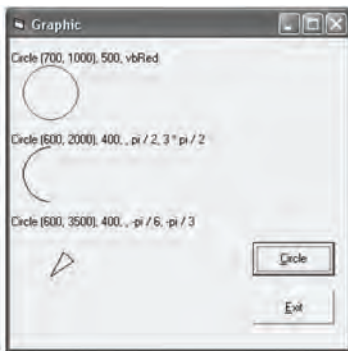 Graphic
Circle (700, 1000), 500, vbRed
Circle (600, 2000), 400, , pi / 2, 3 * pi / 2
Circle (600, 3500), 400, , -pi / 6, -pi / 3
Circle
Exit